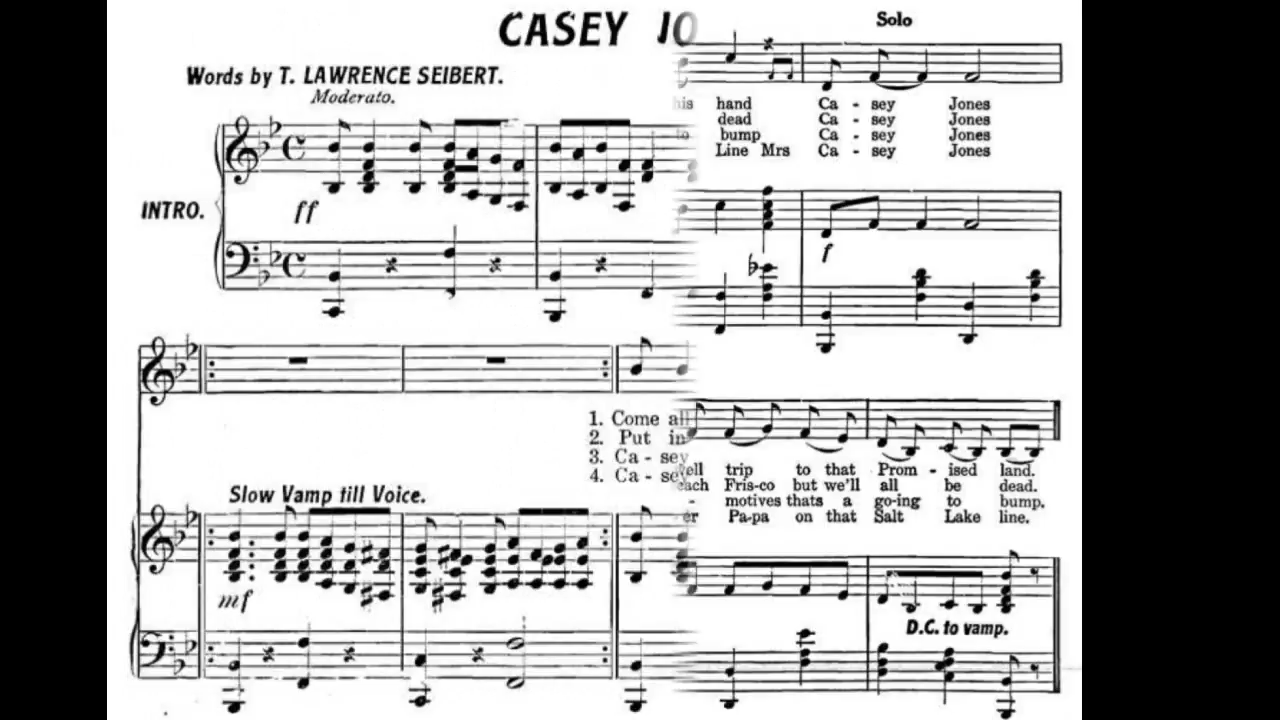 CASEY JO
Solo
Words by T. LAWRENCE SEIBERT.
Moderato.
his hand Ca - sey Jones
dead Ca - sey Jones
to bump Ca - sey Jones
Line Mrs Ca - sey Jones
INTRO.
ff
f
1. Come all
2. Put in
3. Ca - sey
4. Ca - sey
trip to that Prom - ised land.
each Fris-co but we'll all be dead.
- motives thats a go-ing to bump.
er Pa-pa on that Salt Lake line.
Slow Vamp till Voice.
mf
D.C. to vamp.